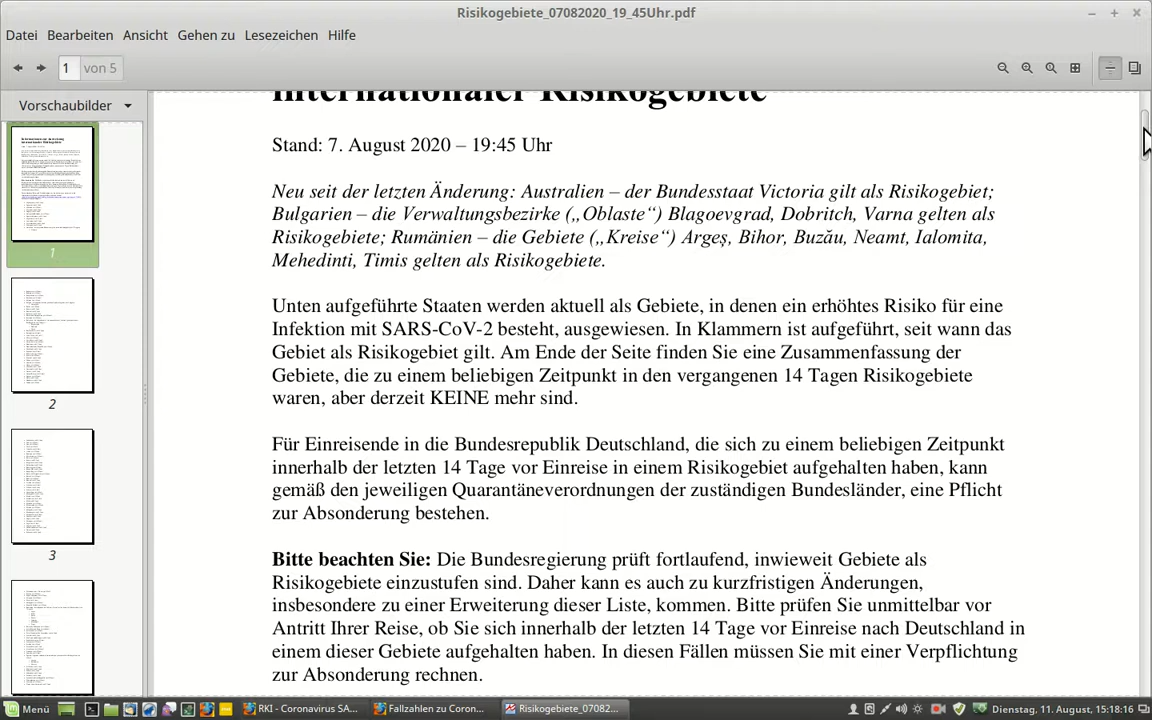 Risikogebiete_07082020_19_45Uhr.pdf
Datei Bearbeiten Ansicht Gehen zu Lesezeichen Hilfe
1 von 5
Vorschaubilder
1
2
3
internationaler Risikogebiete
Stand: 7. August 2020 – 19:45 Uhr
Neu seit der letzten Änderung: Australien – der Bundesstaat Victoria gilt als Risikogebiet;
Bulgarien – die Verwaltungsbezirke („Oblaste“) Blagoevgrad, Dobritch, Varna gelten als
Risikogebiete; Rumänien – die Gebiete („Kreise“) Argeş, Bihor, Buzău, Neamt, Ialomita,
Mehedinti, Timis gelten als Risikogebiete.
Unten aufgeführte Staaten werden aktuell als Gebiete, in denen ein erhöhtes Risiko für eine
Infektion mit SARS-CoV-2 besteht, ausgewiesen. In Klammern ist aufgeführt, seit wann das
Gebiet als Risikogebiet gilt. Am Ende der Seite finden Sie eine Zusammenfassung der
Gebiete, die zu einem beliebigen Zeitpunkt in den vergangenen 14 Tagen Risikogebiete
waren, aber derzeit KEINE mehr sind.
Für Einreisende in die Bundesrepublik Deutschland, die sich zu einem beliebigen Zeitpunkt
innerhalb der letzten 14 Tage vor Einreise in einem Risikogebiet aufgehalten haben, kann
gemäß den jeweiligen Quarantäneverordnungen der zuständigen Bundesländer, eine Pflicht
zur Absonderung bestehen.
Bitte beachten Sie: Die Bundesregierung prüft fortlaufend, inwieweit Gebiete als
Risikogebiete einzustufen sind. Daher kann es auch zu kurzfristigen Änderungen,
insbesondere zu einer Erweiterung dieser Liste, kommen. Bitte prüfen Sie unmittelbar vor
Antritt Ihrer Reise, ob Sie sich innerhalb der letzten 14 Tage vor Einreise nach Deutschland in
einem dieser Gebiete aufgehalten haben. In diesen Fällen müssen Sie mit einer Verpflichtung
zur Absonderung rechnen.
Menü RKI - Coronavirus SA... Fallzahlen zu Coron... Risikogebiete_07082... Dienstag, 11. August, 15:18:16